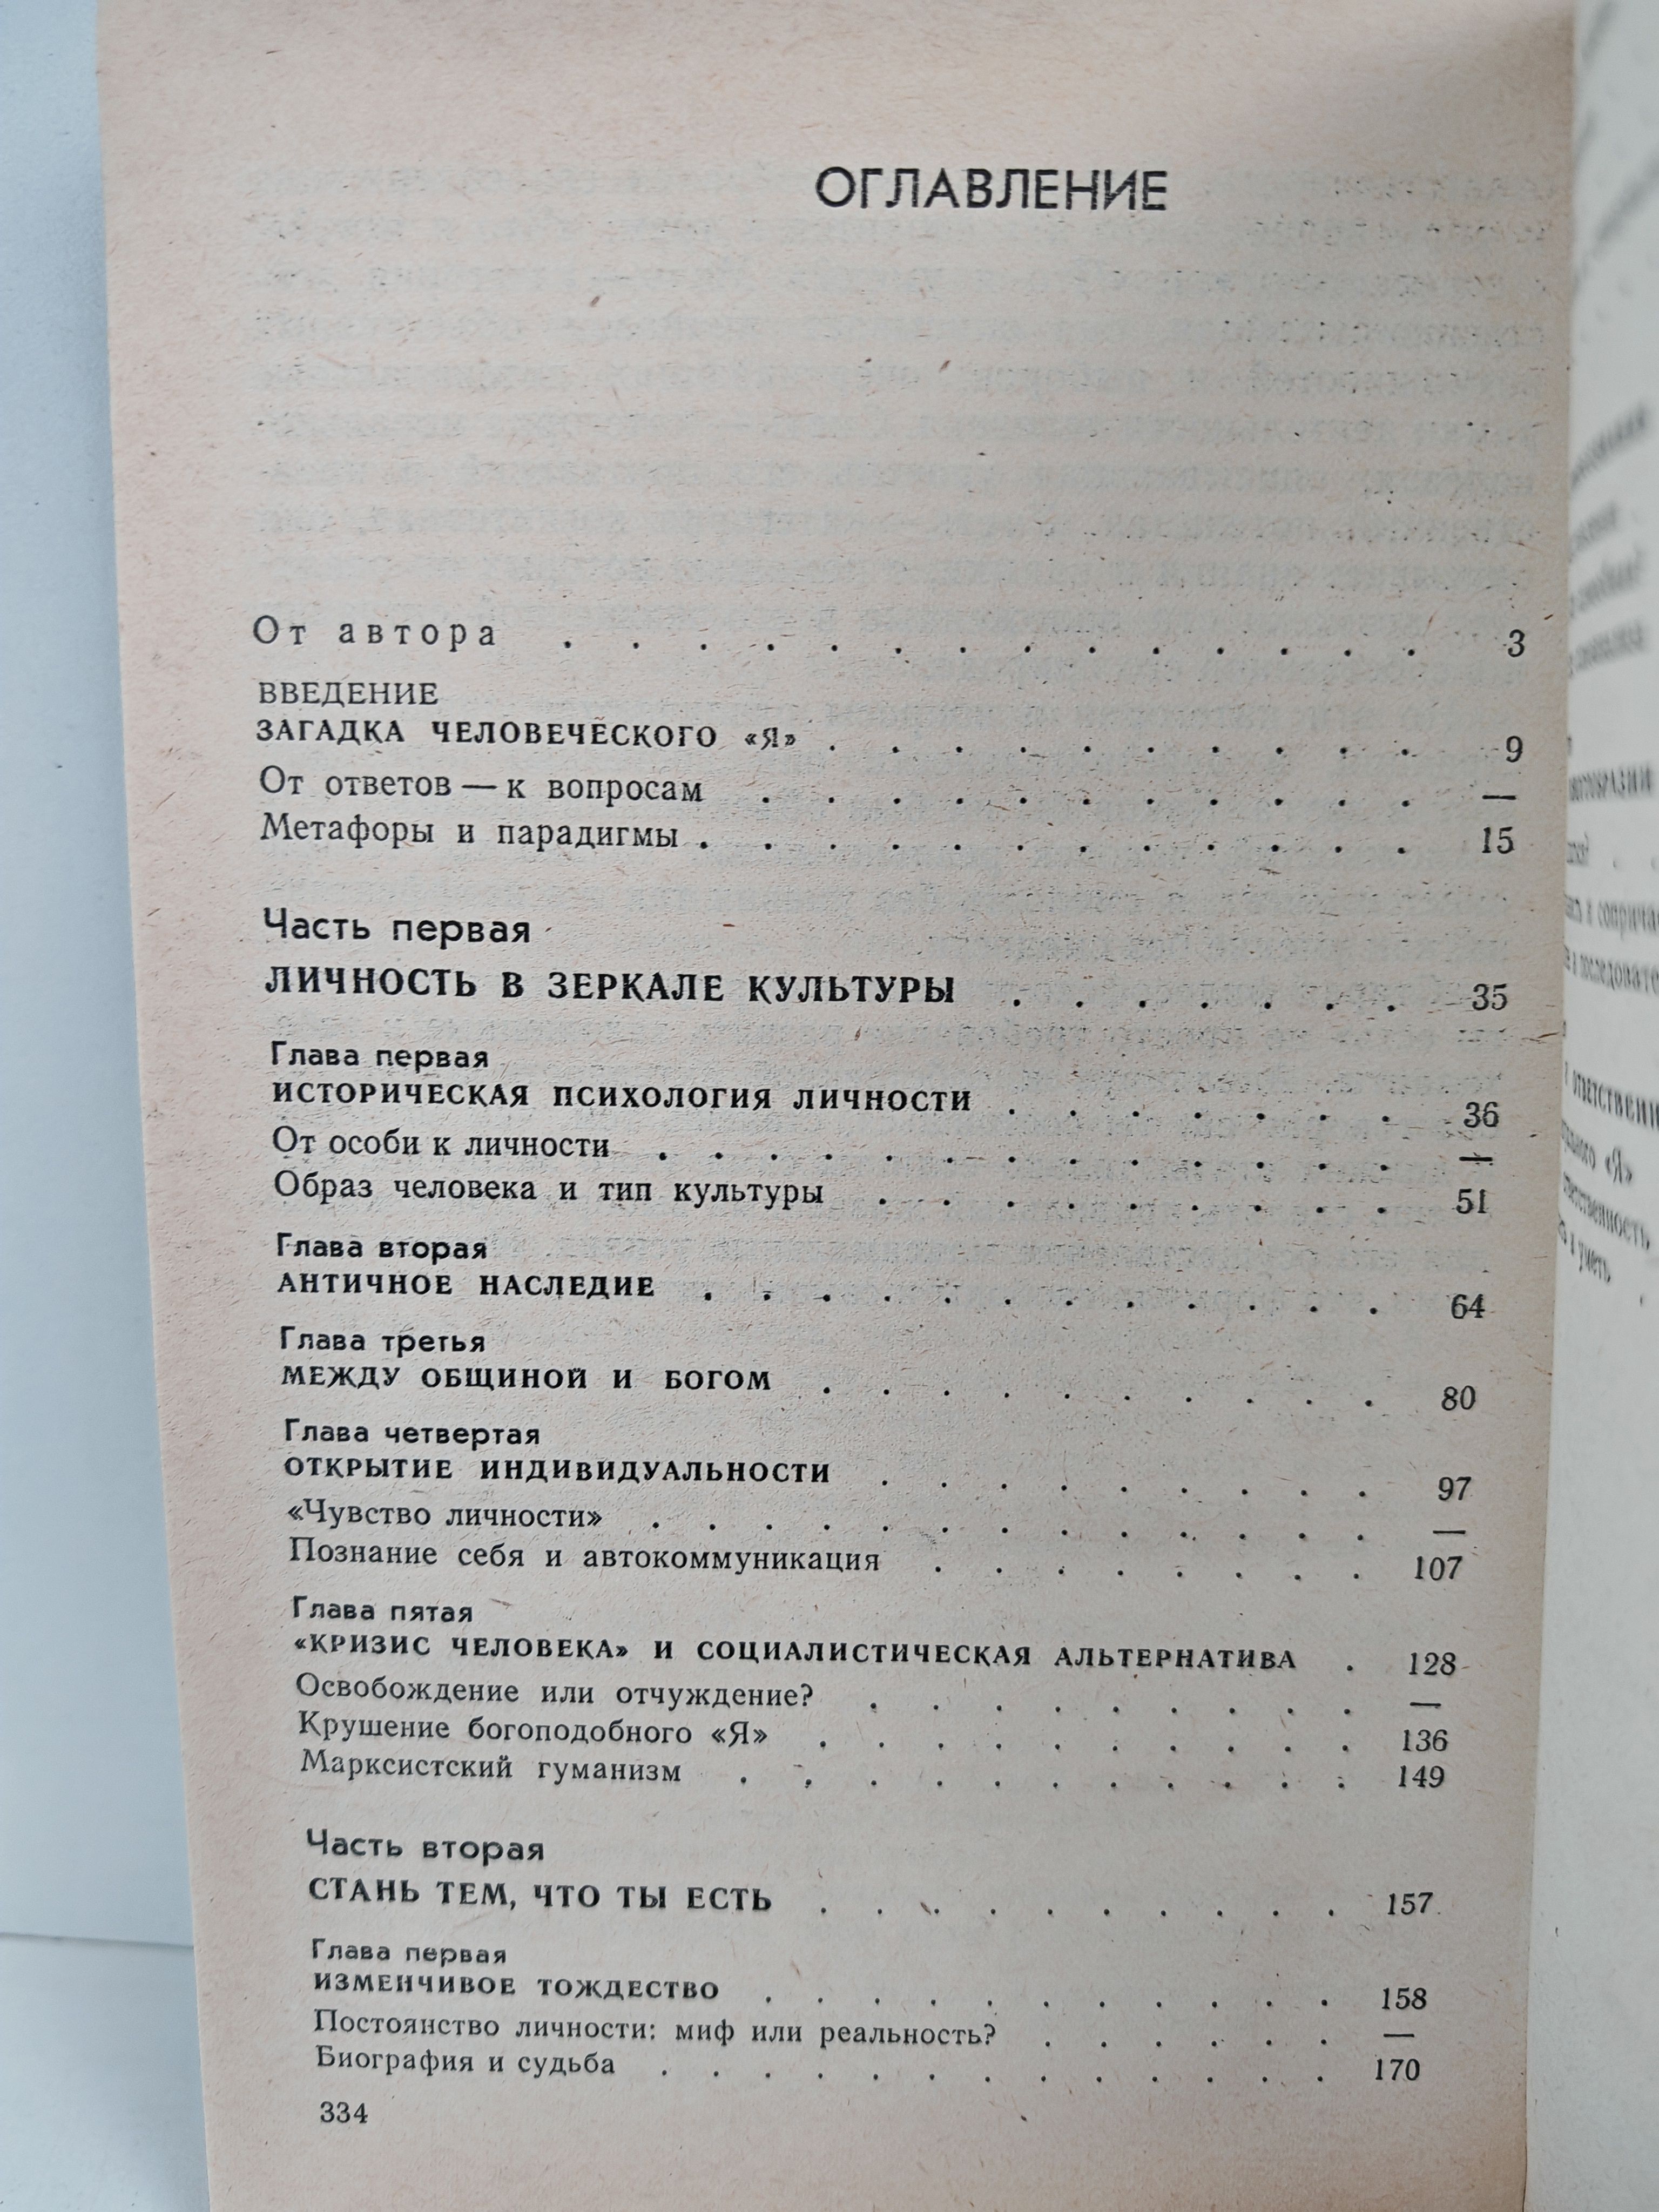 ОГЛАВЛЕНИЕ
От автора . . . . . . . . . . . . . . 3
ВВЕДЕНИЕ
ЗАГАДКА ЧЕЛОВЕЧЕСКОГО «Я» . . . . . . . . . . 9
От ответов — к вопросам . . . . . . . . . . . —
Метафоры и парадигмы . . . . . . . . . . . . 15
Часть первая
ЛИЧНОСТЬ В ЗЕРКАЛЕ КУЛЬТУРЫ . . . . . . . 35
Глава первая
ИСТОРИЧЕСКАЯ ПСИХОЛОГИЯ ЛИЧНОСТИ . . . . . . . 36
От особи к личности . . . . . . . . . . . . . —
Образ человека и тип культуры . . . . . . . . . 51
Глава вторая
АНТИЧНОЕ НАСЛЕДИЕ . . . . . . . . . . . . 64
Глава третья
МЕЖДУ ОБЩИНОЙ И БОГОМ . . . . . . . . . . 80
Глава четвертая
ОТКРЫТИЕ ИНДИВИДУАЛЬНОСТИ . . . . . . . . . 97
«Чувство личности» . . . . . . . . . . . . . —
Познание себя и автокоммуникация . . . . . . . . 107
Глава пятая
«КРИЗИС ЧЕЛОВЕКА» И СОЦИАЛИСТИЧЕСКАЯ АЛЬТЕРНАТИВА . 128
Освобождение или отчуждение? . . . . . . . . . —
Крушение богоподобного «Я» . . . . . . . . . . 136
Марксистский гуманизм . . . . . . . . . . . 149
Часть вторая
СТАНЬ ТЕМ, ЧТО ТЫ ЕСТЬ . . . . . . . . . . 157
Глава первая
ИЗМЕНЧИВОЕ ТОЖДЕСТВО . . . . . . . . . . . 158
Постоянство личности: миф или реальность? . . . . . . —
Биография и судьба . . . . . . . . . . . . . 170
334